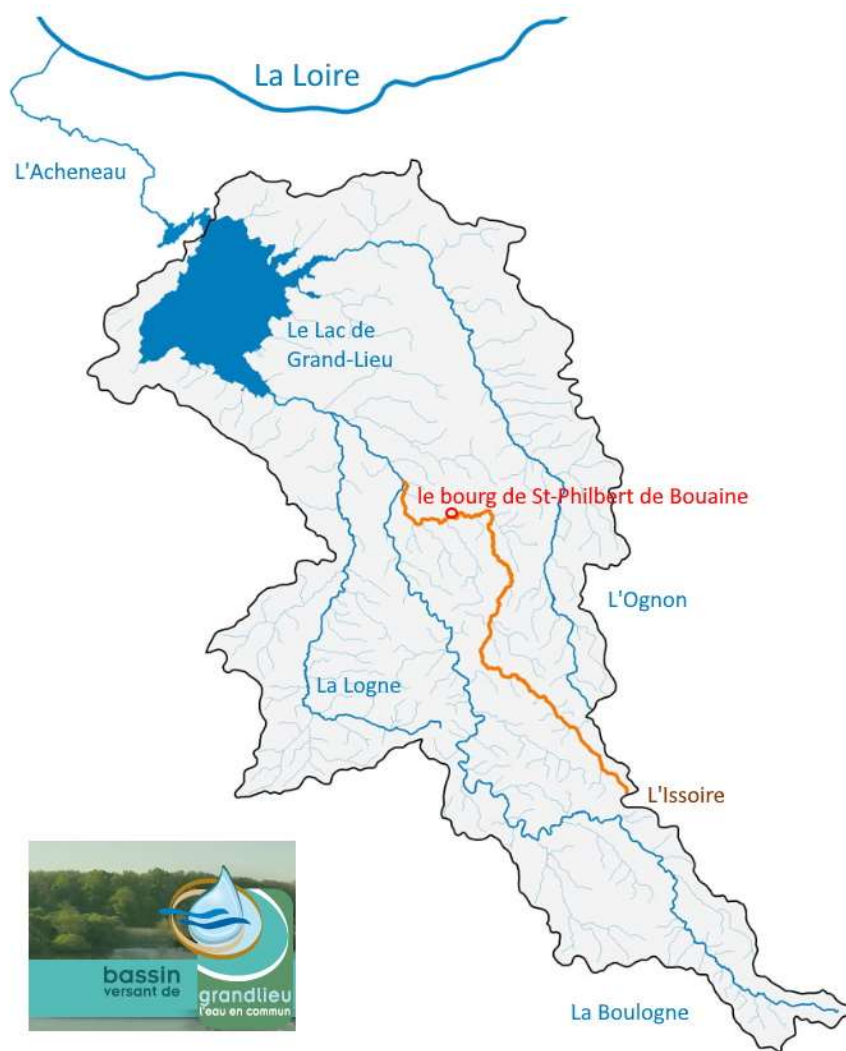 La Loire
L'Acheneau
Le Lac de
Grand-Lieu
le bourg de St-Philbert de Bouaine
L'Ognon
La Logne
L'Issoire
bassin
versant de
grandlieu
l'eau en commun
La Boulogne